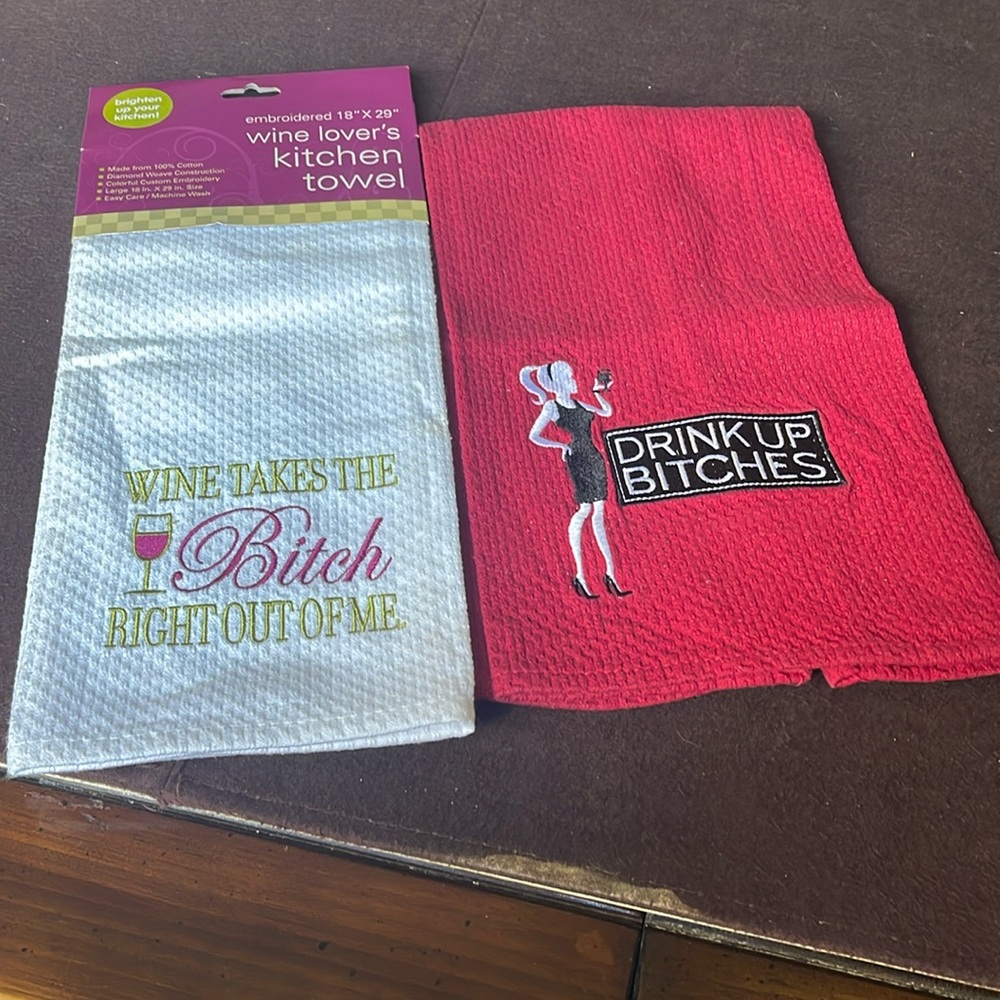 brighten
up your
kitchen!
embroidered 18" X 29"
wine lover's
kitchen
towel
Made from 100% Cotton
Diamond Weave Construction
Colorful Custom Embroidery
Large 18 in. X 29 in. Size
Easy Care / Machine Wash
WINE TAKES THE
Bitch
RIGHT OUT OF ME.
DRINK UP
BITCHES